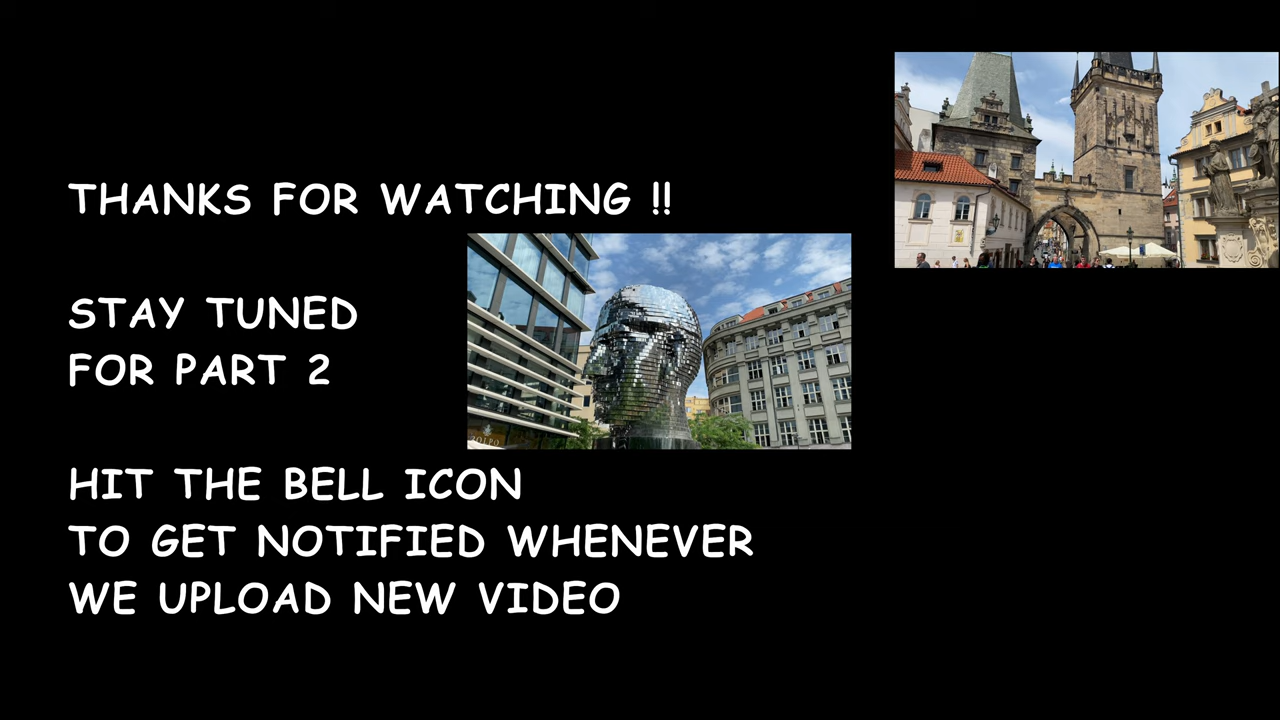 THANKS FOR WATCHING !!
STAY TUNED
FOR PART 2
HIT THE BELL ICON
TO GET NOTIFIED WHENEVER
WE UPLOAD NEW VIDEO